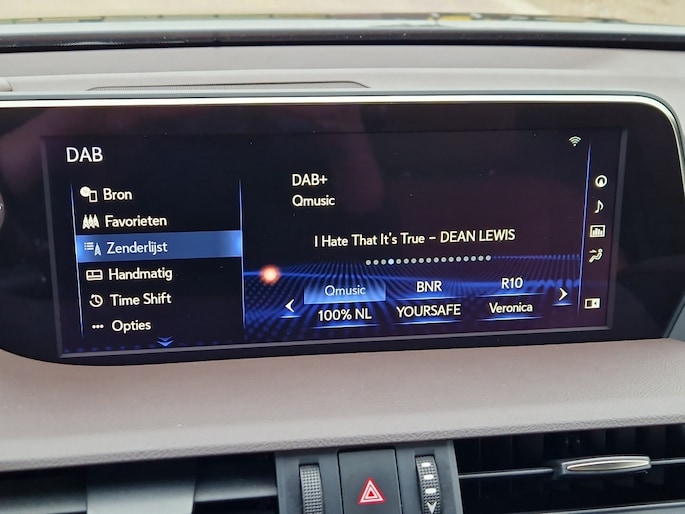 DAB
Bron
Favorieten
Zenderlijst
Handmatig
Time Shift
Opties
DAB+
Qmusic
I Hate That It's True - DEAN LEWIS
Qmusic
BNR
R10
100% NL
YOURSAFE
Veronica